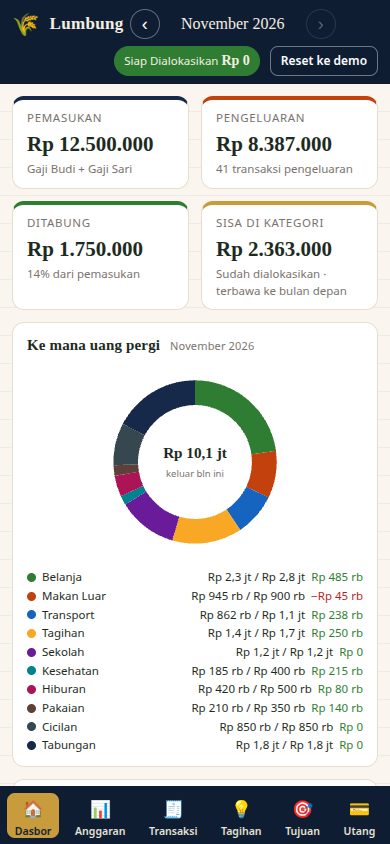 🌾 Lumbung ‹ November 2026 ›
Siap Dialokasikan Rp 0 Reset ke demo
PEMASUKAN
Rp 12.500.000
Gaji Budi + Gaji Sari
PENGELUARAN
Rp 8.387.000
41 transaksi pengeluaran
DITABUNG
Rp 1.750.000
14% dari pemasukan
SISA DI KATEGORI
Rp 2.363.000
Sudah dialokasikan ·
terbawa ke bulan depan
Ke mana uang pergi November 2026
Rp 10,1 jt
keluar bln ini
Belanja Rp 2,3 jt / Rp 2,8 jt Rp 485 rb
Makan Luar Rp 945 rb / Rp 900 rb −Rp 45 rb
Transport Rp 862 rb / Rp 1,1 jt Rp 238 rb
Tagihan Rp 1,4 jt / Rp 1,7 jt Rp 250 rb
Sekolah Rp 1,2 jt / Rp 1,2 jt Rp 0
Kesehatan Rp 185 rb / Rp 400 rb Rp 215 rb
Hiburan Rp 420 rb / Rp 500 rb Rp 80 rb
Pakaian Rp 210 rb / Rp 350 rb Rp 140 rb
Cicilan Rp 850 rb / Rp 850 rb Rp 0
Tabungan Rp 1,8 jt / Rp 1,8 jt Rp 0
Dasbor Anggaran Transaksi Tagihan Tujuan Utang